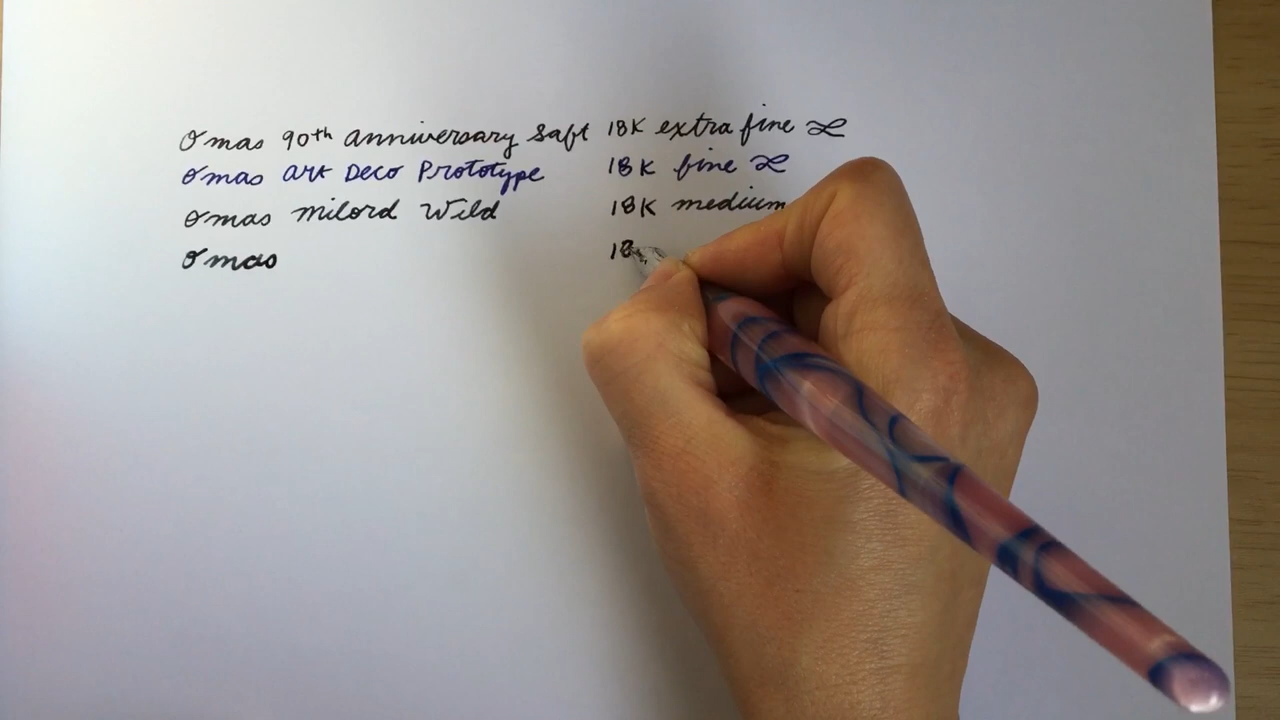 Omas 90th anniversary saft 18K extra fine
Omas Art Deco Prototype 18K fine
Omas milord Wild 18K medium
Omas 18